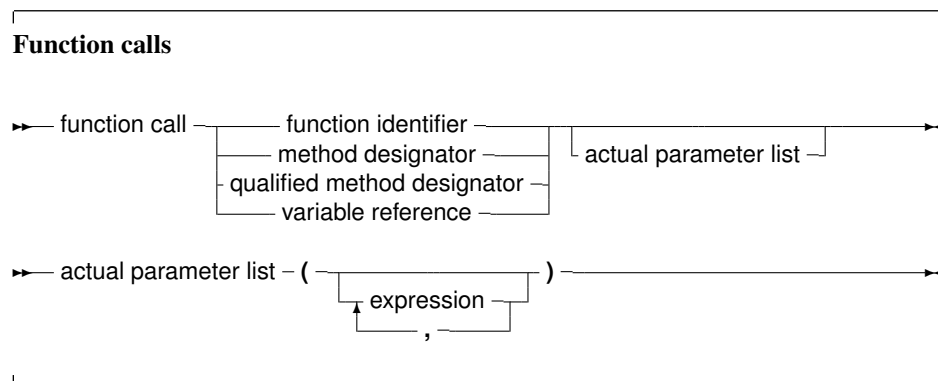 Function calls
function call function identifier
method designator actual parameter list
qualified method designator
variable reference
actual parameter list ( )
expression
,